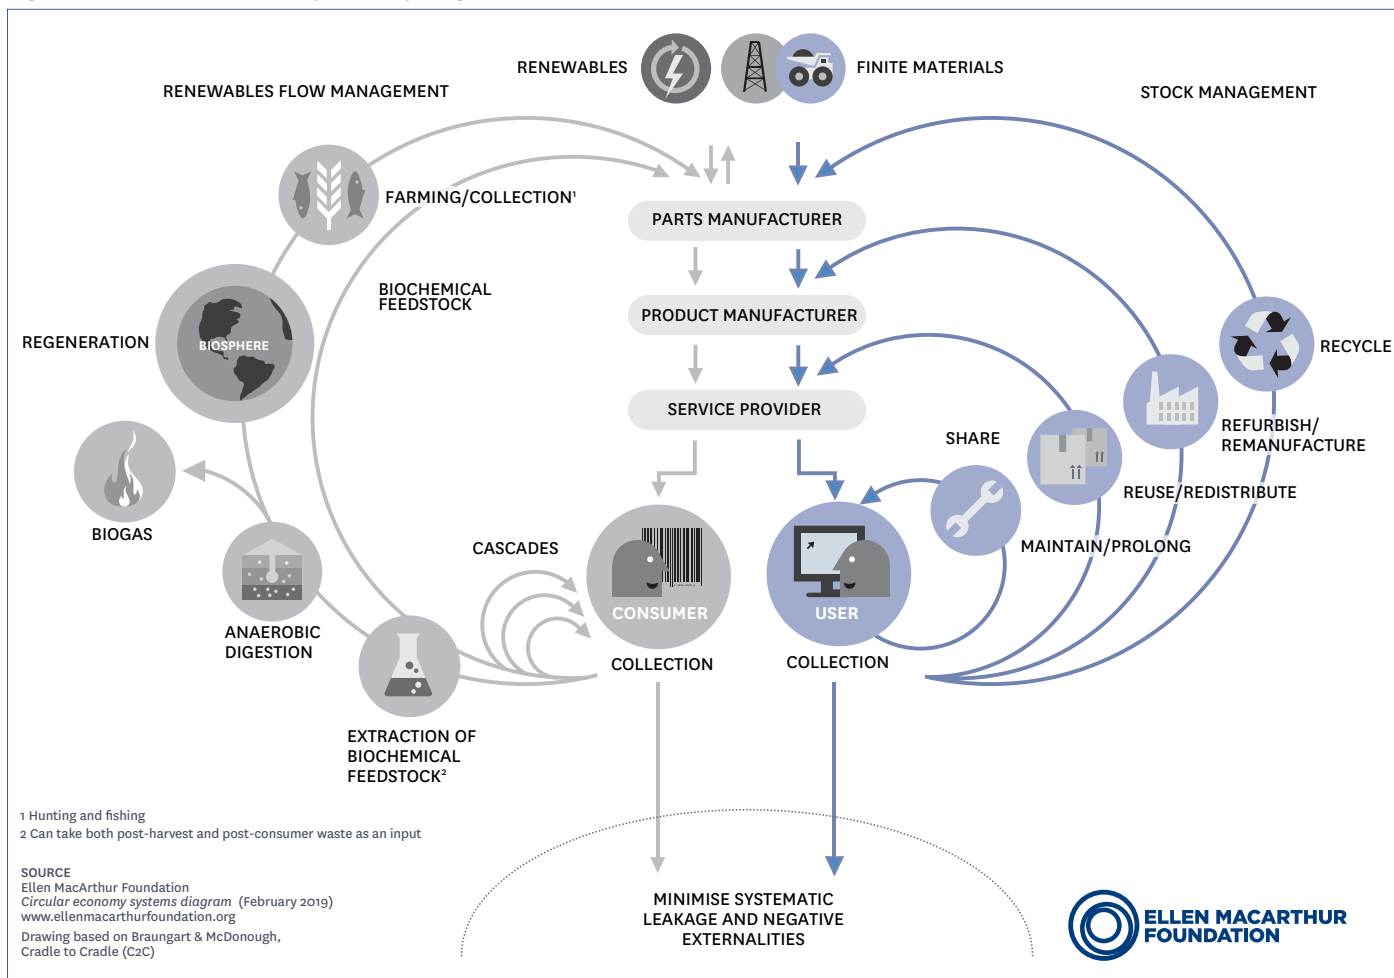 RENEWABLES
FINITE MATERIALS
RENEWABLES FLOW MANAGEMENT
STOCK MANAGEMENT
FARMING/COLLECTION¹
PARTS MANUFACTURER
BIOCHEMICAL
FEEDSTOCK
PRODUCT MANUFACTURER
REGENERATION
BIOSPHERE
RECYCLE
SERVICE PROVIDER
SHARE
REFURBISH/
REMANUFACTURE
REUSE/REDISTRIBUTE
BIOGAS
CASCADES
MAINTAIN/PROLONG
CONSUMER
USER
ANAEROBIC
DIGESTION
COLLECTION
COLLECTION
EXTRACTION OF
BIOCHEMICAL
FEEDSTOCK²
1 Hunting and fishing
2 Can take both post-harvest and post-consumer waste as an input
SOURCE
Ellen MacArthur Foundation
Circular economy systems diagram (February 2019)
www.ellenmacarthurfoundation.org
Drawing based on Braungart & McDonough,
Cradle to Cradle (C2C)
MINIMISE SYSTEMATIC
LEAKAGE AND NEGATIVE
EXTERNALITIES
ELLEN MACARTHUR
FOUNDATION